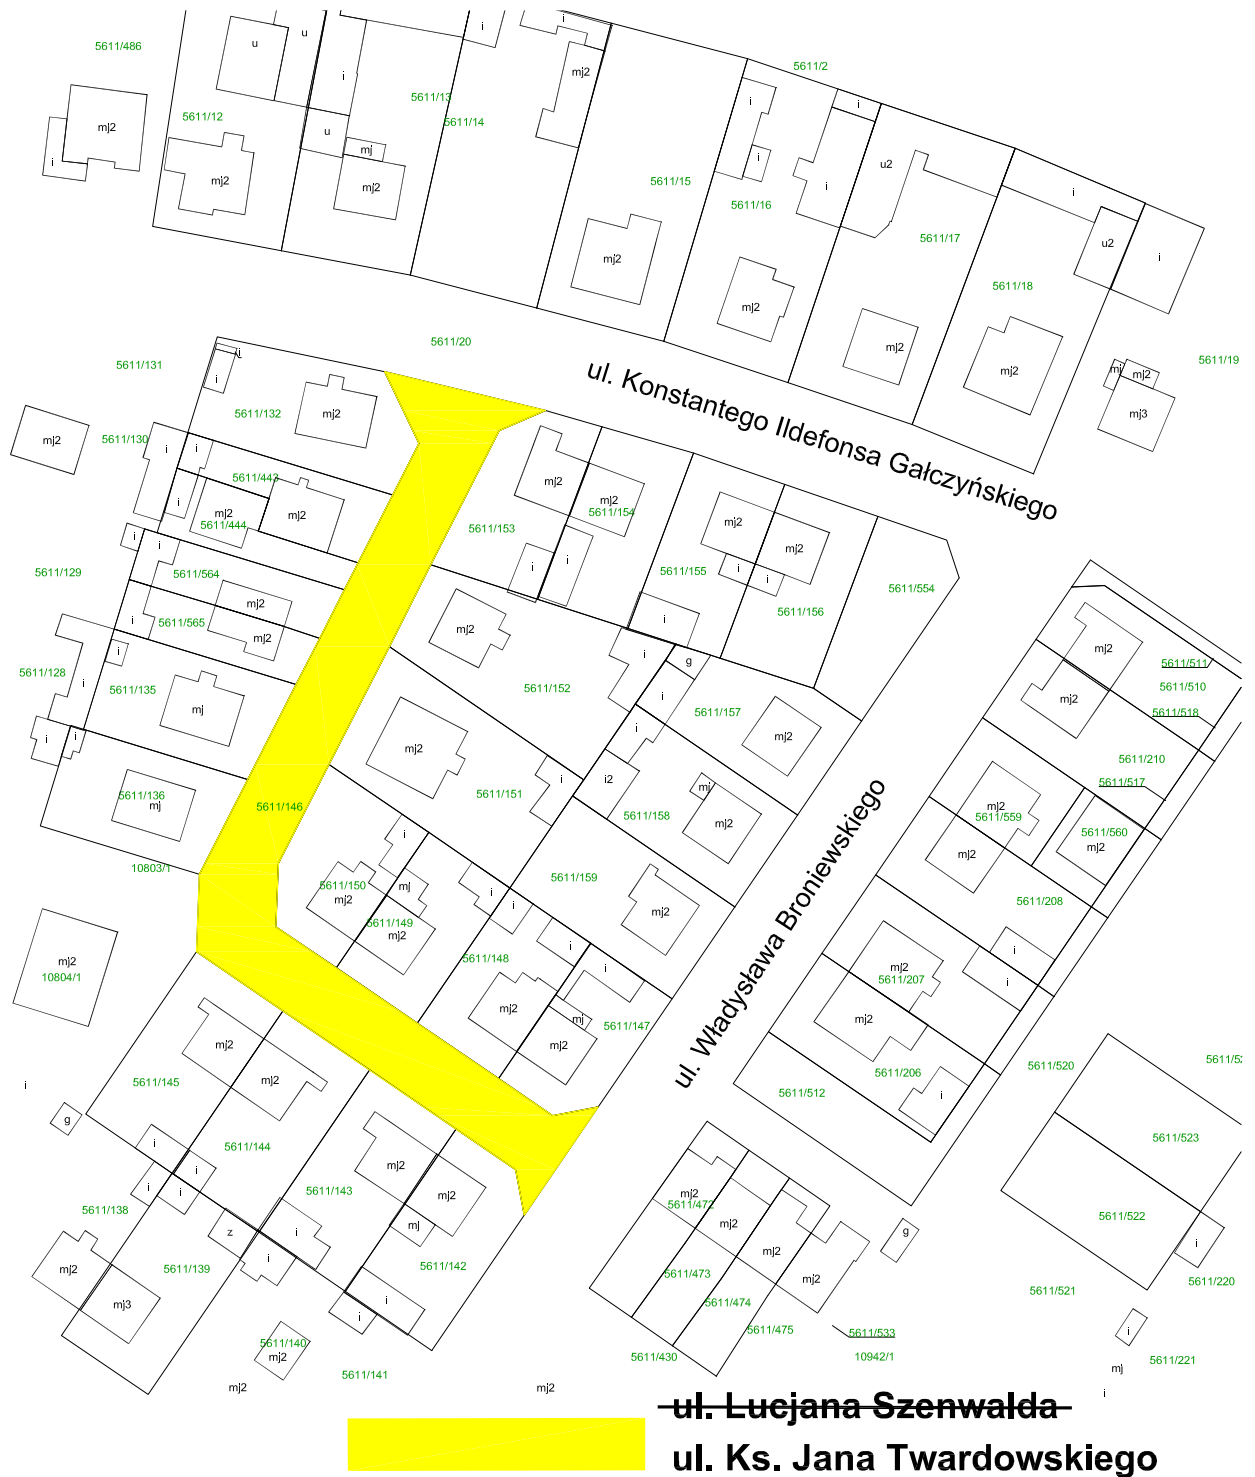 5611/486
u
u
i
i
mj2
5611/2
5611/12
i
5611/13
5611/14
i
i
mj2
i
u
mj
mj2
mj2
i
u2
i
i
5611/15
5611/16
mj2
5611/17
u2
i
5611/18
mj2
mj2
mj2
5611/20
5611/131
i
i
mj2
5611/19
mj
mj2
mj3
ul. Konstantego Ildefonsa Gałczyńskiego
5611/132
mj2
mj2
5611/130
i
i
5611/443
mj2
mj2
i
mj2
mj2
5611/444
5611/154
5611/153
mj2
mj2
i
i
5611/129
5611/564
i
i
5611/155
i
i
5611/554
mj2
5611/156
5611/565
i
mj2
i
mj2
i
g
5611/128
i
i
5611/135
mj
5611/152
i
5611/157
mj2
5611/511
5611/510
mj2
5611/518
i
i
mj2
i
mj2
5611/151
i
i2
5611/210
5611/517
5611/136
mj
5611/146
mj
5611/158
mj2
mj2
5611/559
mj2
5611/560
mj2
10803/1
i
5611/150
mj
mj2
i
5611/159
ul. Władysława Broniewskiego
5611/149
mj2
i
mj2
5611/208
mj2
10804/1
5611/148
i
i
mj2
5611/207
i
mj2
mj
mj2
5611/147
mj2
mj2
mj2
5611/145
5611/206
5611/512
i
5611/520
i
g
i
5611/144
mj2
5611/523
i
i
i
5611/143
mj2
mj2
5611/472
5611/138
z
i
mj
mj2
5611/522
g
i
mj2
5611/139
i
5611/142
mj2
5611/473
mj2
5611/220
mj3
i
5611/474
5611/521
i
5611/140
mj2
5611/475
5611/533
i
5611/430
10942/1
5611/221
5611/141
mj
mj2
mj2
i
ul. Lucjana Szenwalda
ul. Ks. Jana Twardowskiego